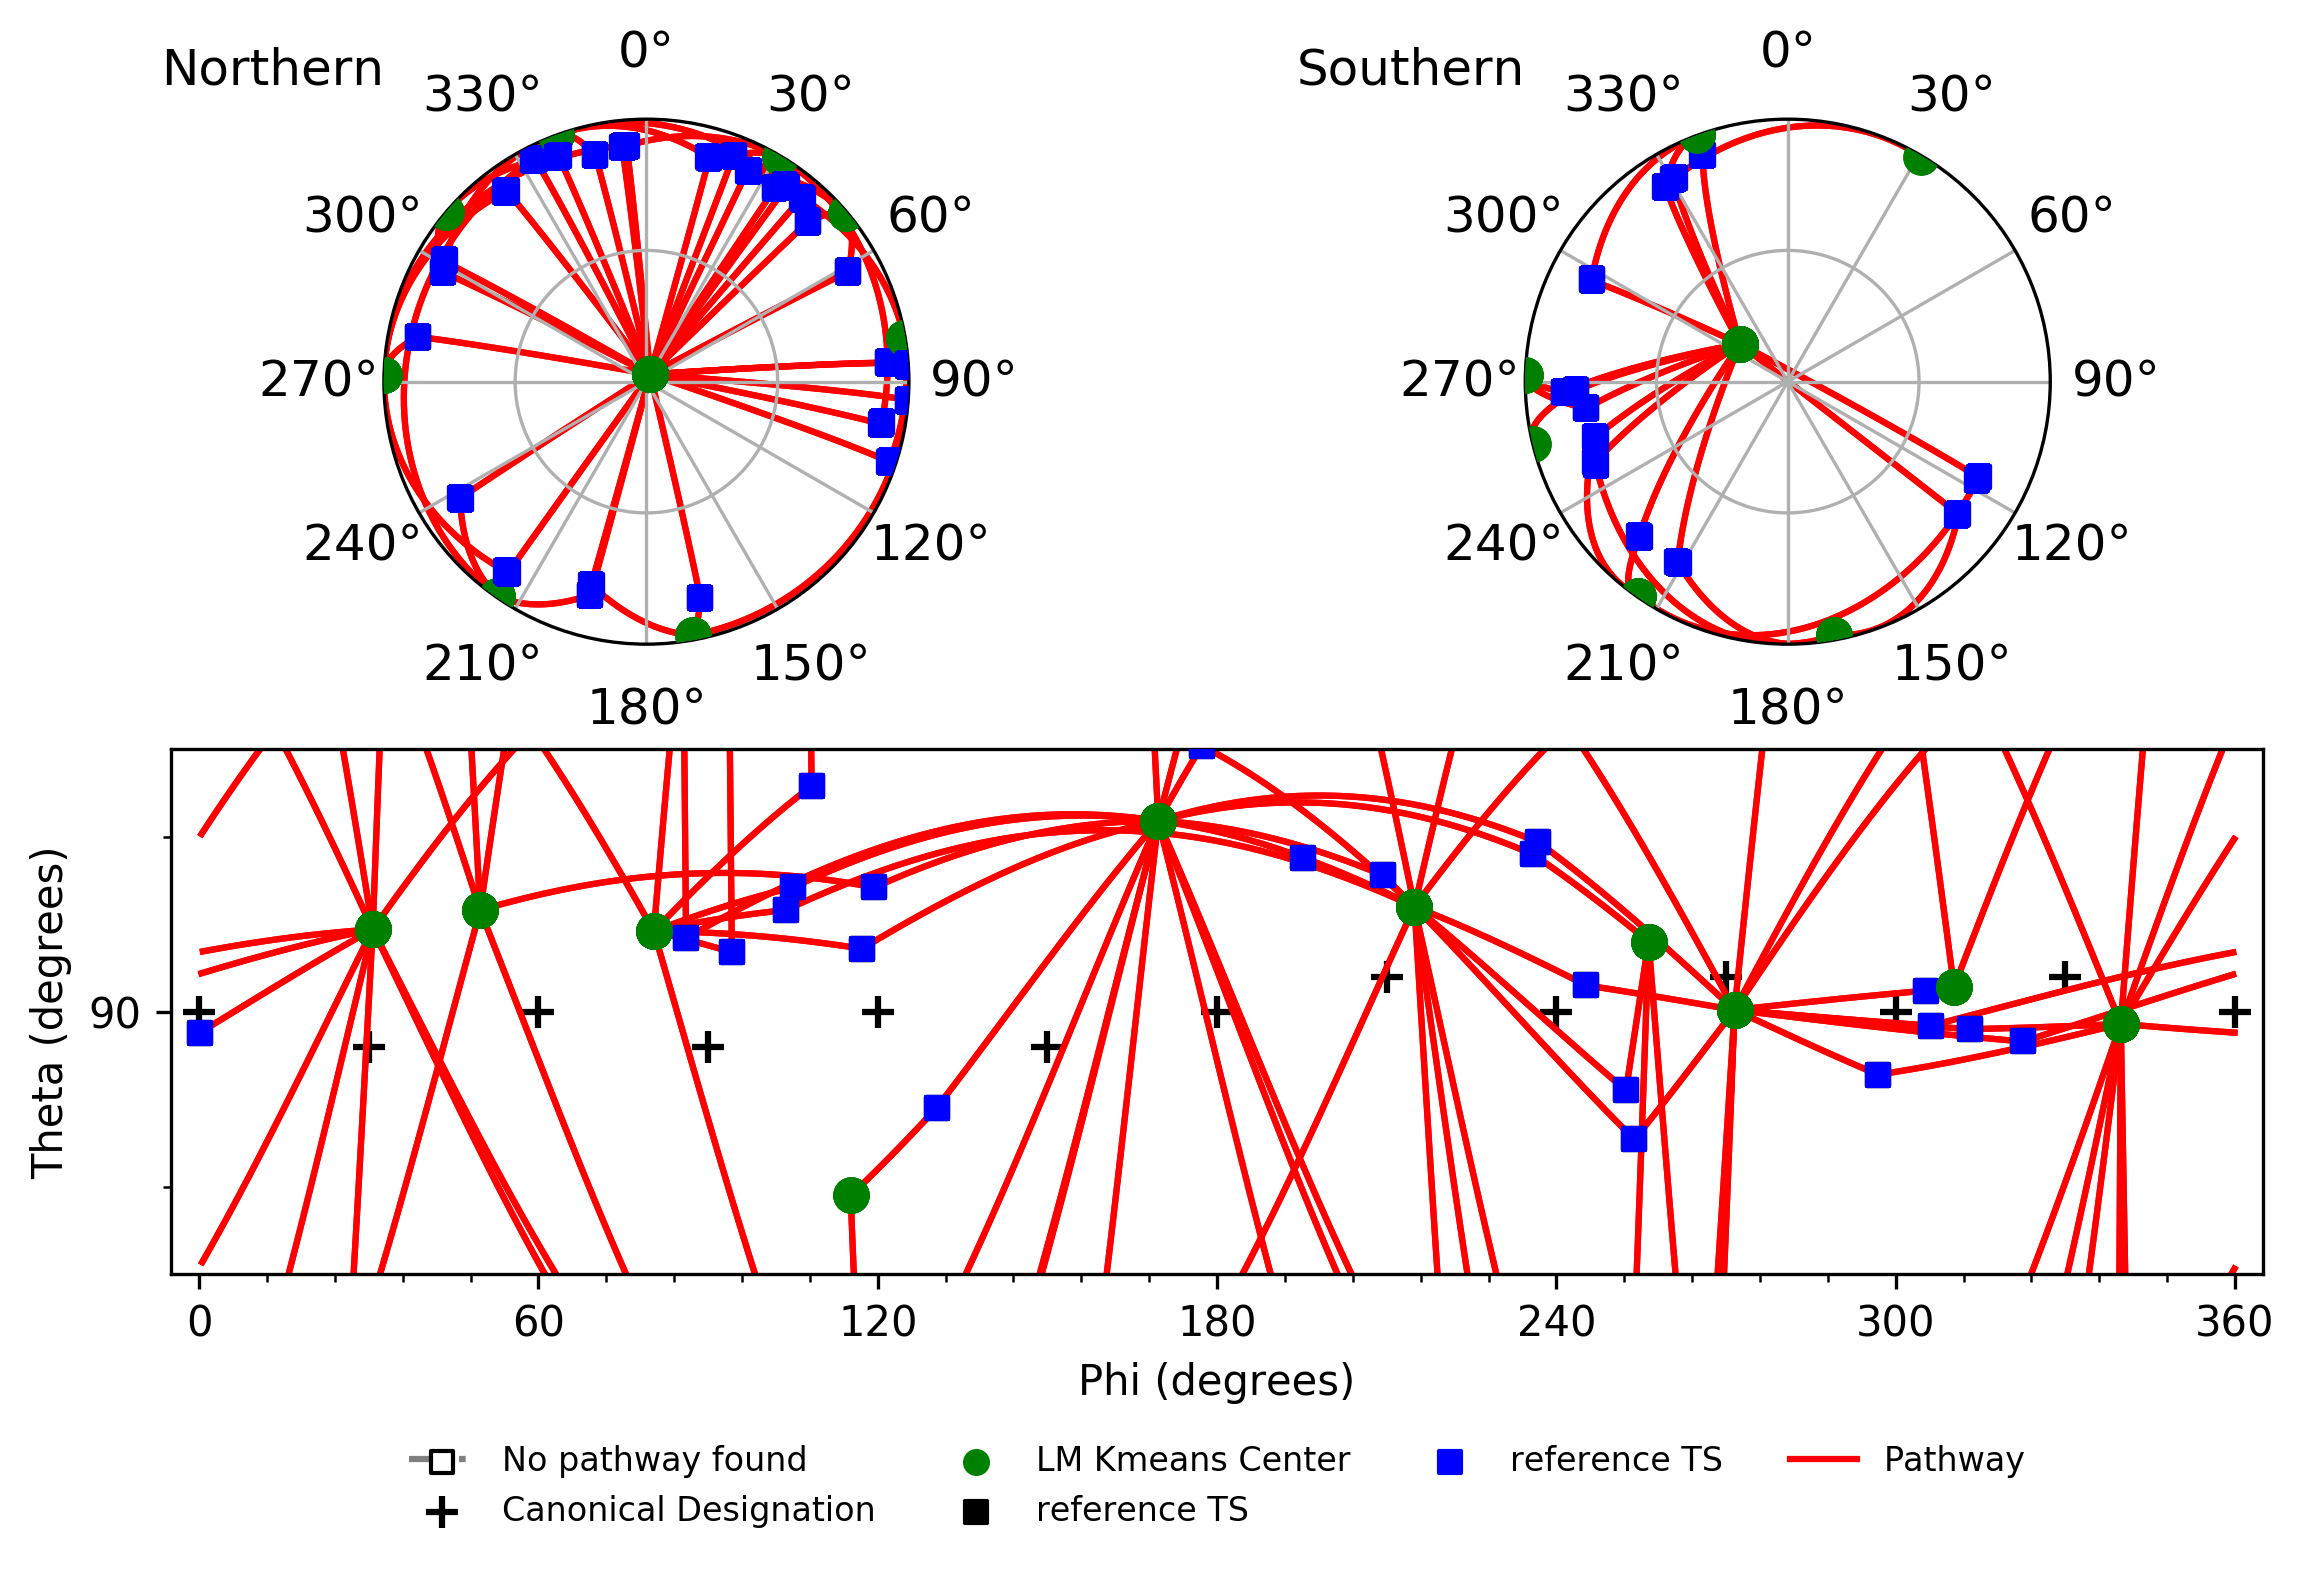 Northern
0°
30°
60°
90°
120°
150°
180°
210°
240°
270°
300°
330°
Southern
0°
30°
60°
90°
120°
150°
180°
210°
240°
270°
300°
330°
Theta (degrees)
90
0 60 120 180 240 300 360
Phi (degrees)
No pathway found
Canonical Designation
LM Kmeans Center
reference TS
reference TS
Pathway